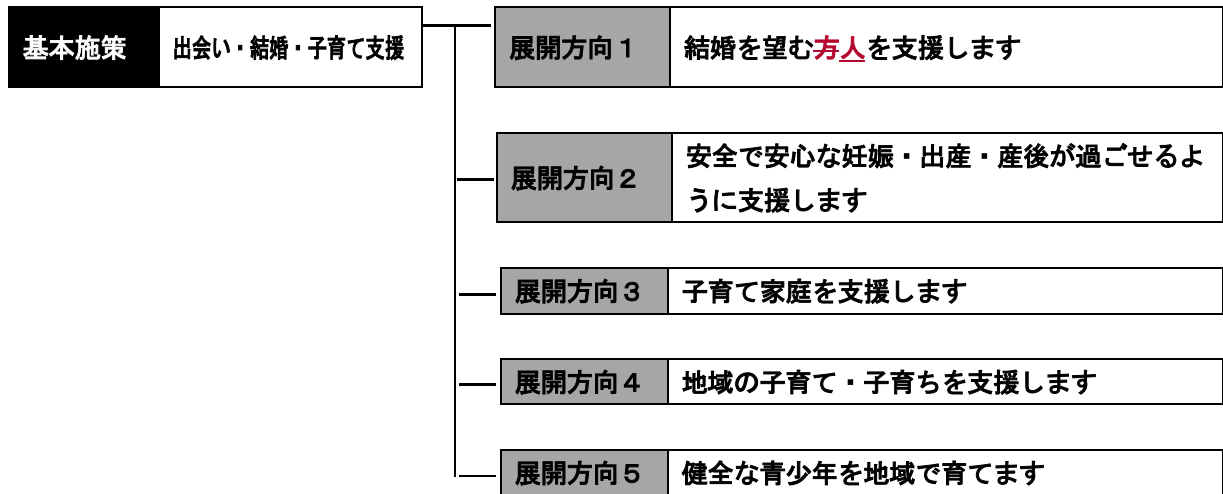 基本施策 出会い・結婚・子育て支援
展開方向１ 結婚を望む方人を支援します
展開方向２ 安全で安心な妊娠・出産・産後が過ごせるよ
うに支援します
展開方向３ 子育て家庭を支援します
展開方向４ 地域の子育て・子育ちを支援します
展開方向５ 健全な青少年を地域で育てます